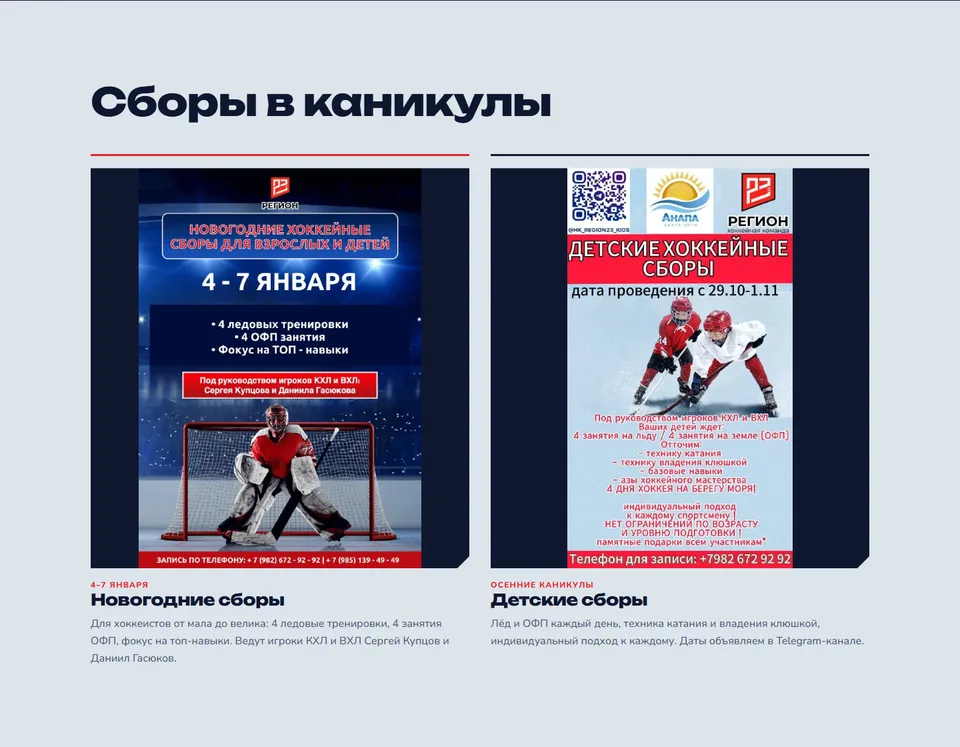 Сборы в каникулы
РЕГИОН
НОВОГОДНИЕ ХОККЕЙНЫЕ
СБОРЫ ДЛЯ ВЗРОСЛЫХ И ДЕТЕЙ
4 - 7 ЯНВАРЯ
• 4 ледовых тренировки
• 4 ОФП занятия
• Фокус на ТОП - навыки
Под руководством игроков КХЛ и ВХЛ:
Сергея Купцова и Даниила Гасюкова
72
ЗАПИСЬ ПО ТЕЛЕФОНУ: + 7 (982) 672 - 92 - 92 | + 7 (985) 139 - 49 - 49
4–7 ЯНВАРЯ
Новогодние сборы
Для хоккеистов от мала до велика: 4 ледовые тренировки, 4 занятия
ОФП, фокус на топ-навыки. Ведут игроки КХЛ и ВХЛ Сергей Купцов и
Даниил Гасюков.
@HK_REGION23_KIDS
АНАПА
РЕГИОН
хоккейная команда
ДЕТСКИЕ ХОККЕЙНЫЕ
СБОРЫ
дата проведения с 29.10-1.11
Под руководством игроков КХЛ и ВХЛ
Ваших детей ждет:
4 занятия на льду / 4 занятия на земле (ОФП)
Отточим:
- технику катания
- технику владения клюшкой
- базовые навыки
- азы хоккейного мастерства
4 ДНЯ ХОККЕЯ НА БЕРЕГУ МОРЯ!
индивидуальный подход
к каждому спортсмену !
НЕТ ОГРАНИЧЕНИЙ ПО ВОЗРАСТУ
И УРОВНЮ ПОДГОТОВКИ !
памятные подарки всем участникам*
Телефон для записи: +7982 672 92 92
ОСЕННИЕ КАНИКУЛЫ
Детские сборы
Лёд и ОФП каждый день, техника катания и владения клюшкой,
индивидуальный подход к каждому. Даты объявляем в Telegram-канале.